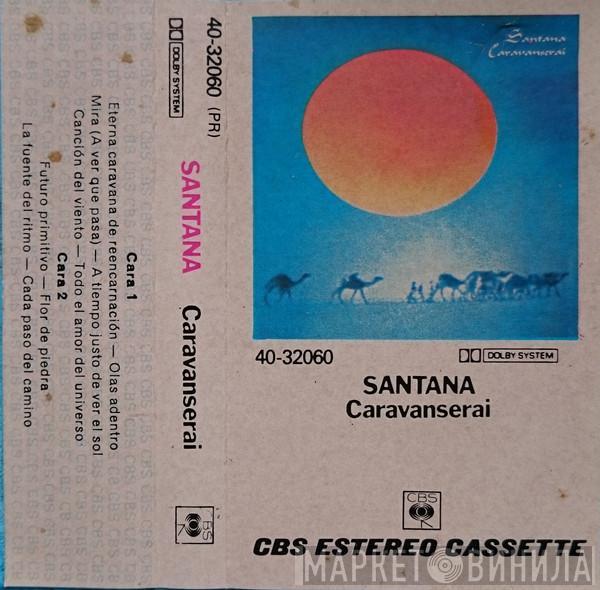 Santana
Caravanserai
40-32060
DOLBY SYSTEM
SANTANA
Caravanserai
CBS
CBS ESTEREO CASSETTE
40-32060 (PR)
DOLBY SYSTEM
SANTANA Caravanserai
CBS
Cara 1
Eterna caravana de reencarnación — Olas adentro
Mira (A ver que pasa) — A tiempo justo de ver el sol
Canción del viento — Todo el amor del universo
Cara 2
Futuro primitivo — Flor de piedra
La fuente del ritmo — Cada paso del camino
МАРКЕТ ВИНИЛА